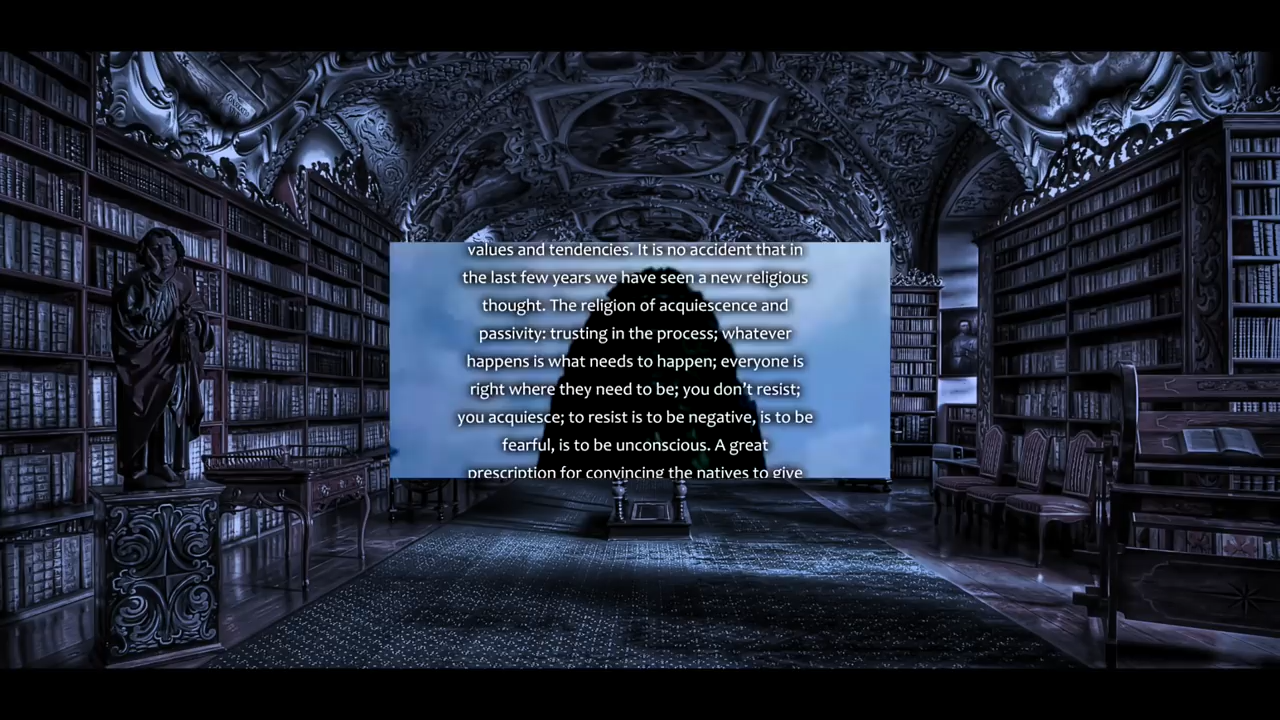 values and tendencies. It is no accident that in
the last few years we have seen a new religious
thought. The religion of acquiescence and
passivity: trusting in the process; whatever
happens is what needs to happen; everyone is
right where they need to be; you don't resist;
you acquiesce; to resist is to be negative, is to be
fearful, is to be unconscious. A great
prescription for convincing the natives to give